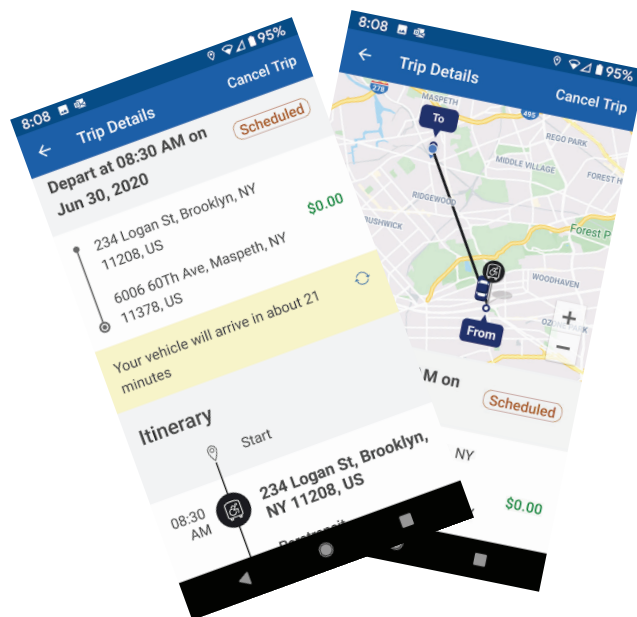 8:08
95%
Trip Details
Cancel Trip
Depart at 08:30 AM on
Jun 30, 2020
Scheduled
234 Logan St, Brooklyn, NY
11208, US
$0.00
6006 60Th Ave, Maspeth, NY
11378, US
Your vehicle will arrive in about 21
minutes
Itinerary
Start
08:30
AM
234 Logan St, Brooklyn,
NY 11208, US
8:08
95%
Trip Details
Cancel Trip
278
MASPETH
495
To
REGO PARK
MIDDLE VILLAGE
FOREST H
RIDGEWOOD
BUSHWICK
Forest P
WOODHAVEN
From
+
−
M on
Scheduled
NY
$0.00